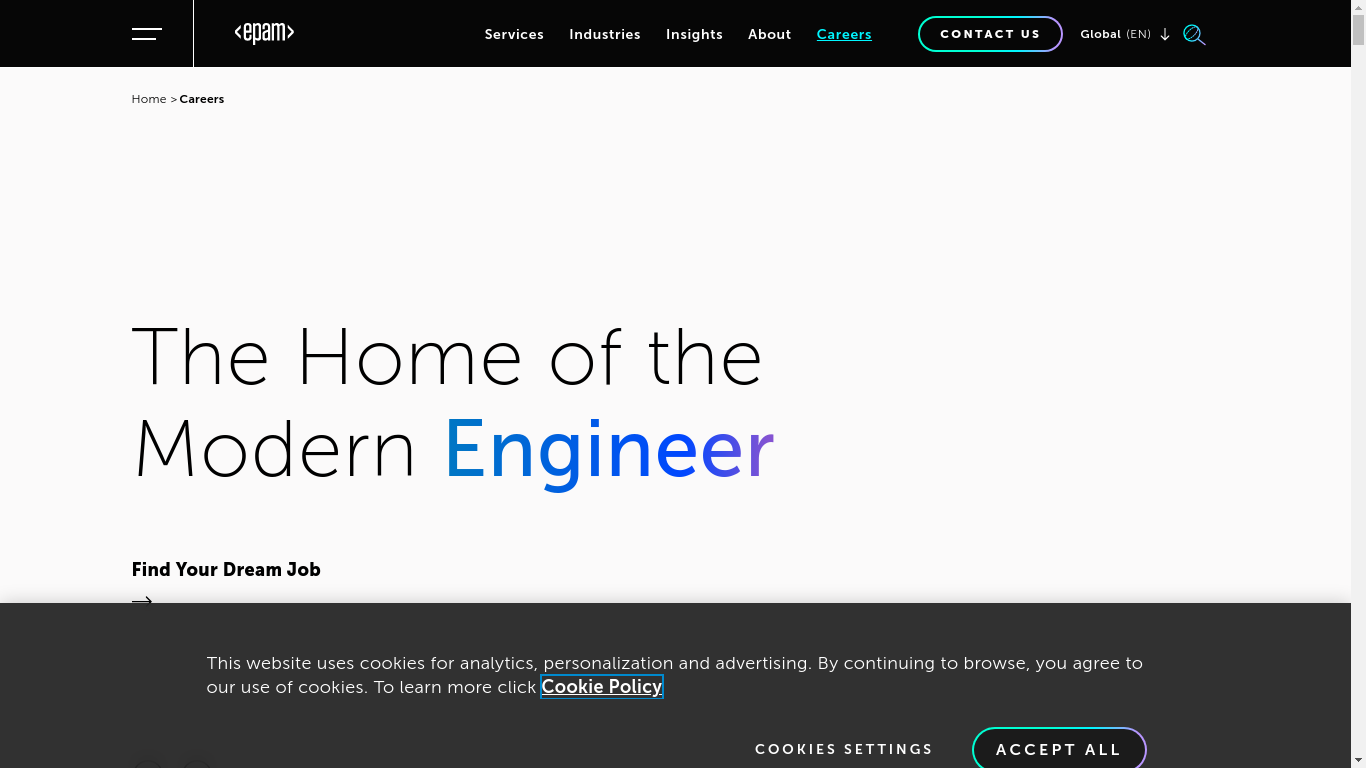 <epam>
Services Industries Insights About Careers
CONTACT US
Global (EN)
Home > Careers
The Home of the
Modern Engineer
Find Your Dream Job
This website uses cookies for analytics, personalization and advertising. By continuing to browse, you agree to
our use of cookies. To learn more click Cookie Policy
COOKIES SETTINGS
ACCEPT ALL